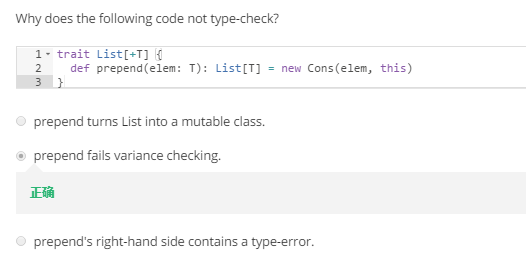 Why does the following code not type-check?
1 trait List[+T] {
2 def prepend(elem: T): List[T] = new Cons(elem, this)
3 }
prepend turns List into a mutable class.
prepend fails variance checking.
正确
prepend's right-hand side contains a type-error.